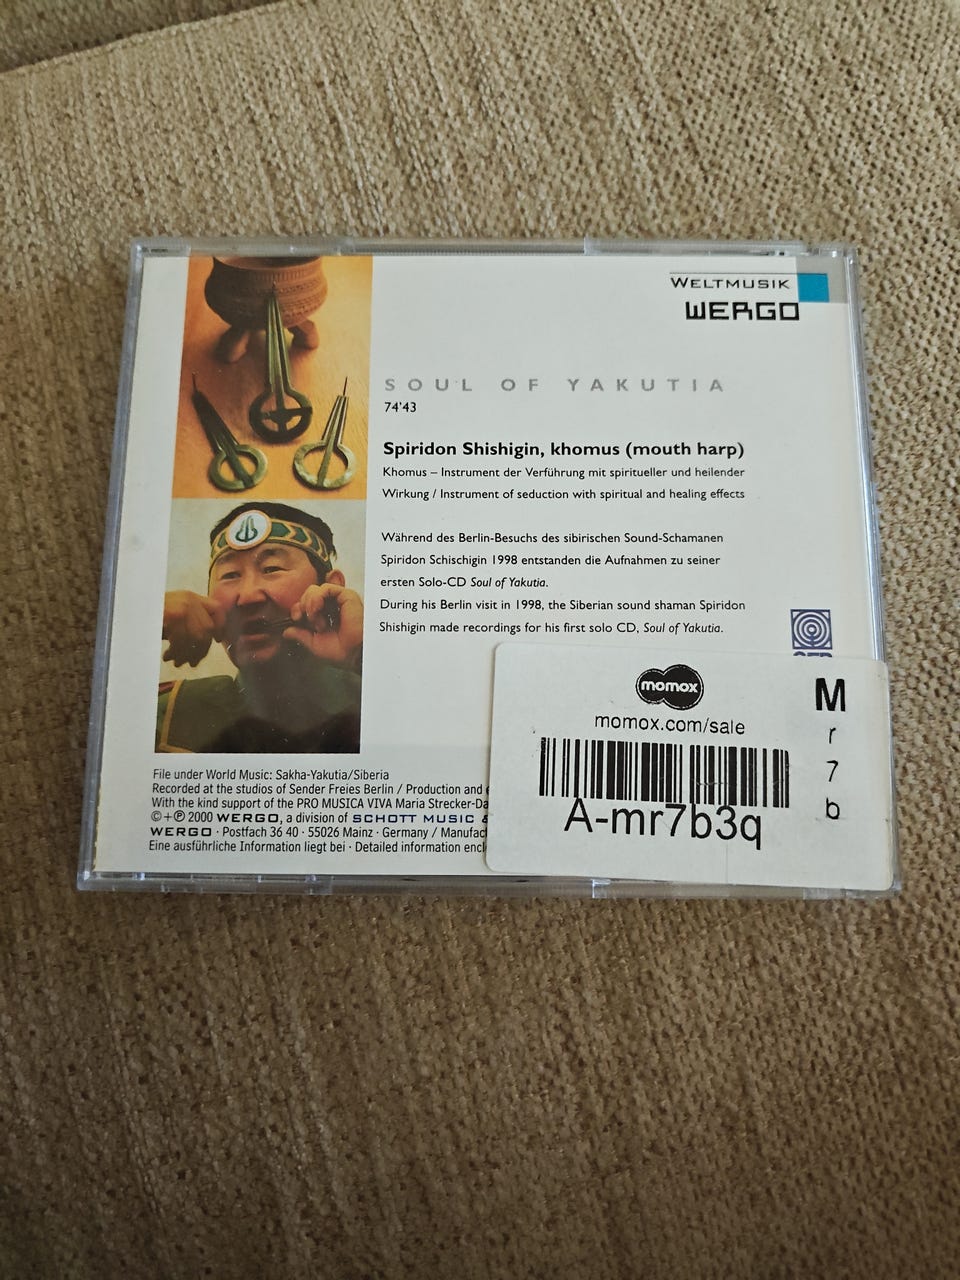 WELTMUSIK
WERGO
SOUL OF YAKUTIA
74'43
Spiridon Shishigin, khomus (mouth harp)
Khomus – Instrument der Verführung mit spiritueller und heilender
Wirkung / Instrument of seduction with spiritual and healing effects
Während des Berlin-Besuchs des sibirischen Sound-Schamanen
Spiridon Schischigin 1998 entstanden die Aufnahmen zu seiner
ersten Solo-CD Soul of Yakutia.
During his Berlin visit in 1998, the Siberian sound shaman Spiridon
Shishigin made recordings for his first solo CD, Soul of Yakutia.
File under World Music: Sakha-Yakutia/Siberia
Recorded at the studios of Sender Freies Berlin / Production and
With the kind support of the PRO MUSICA VIVA Maria Strecker-Da
©+℗ 2000 WERGO, a division of SCHOTT MUSIC &
WERGO · Postfach 36 40 · 55026 Mainz · Germany / Manufac
Eine ausführliche Information liegt bei · Detailed information encl
momox
momox.com/sale
A-mr7b3q
M
r
7
b